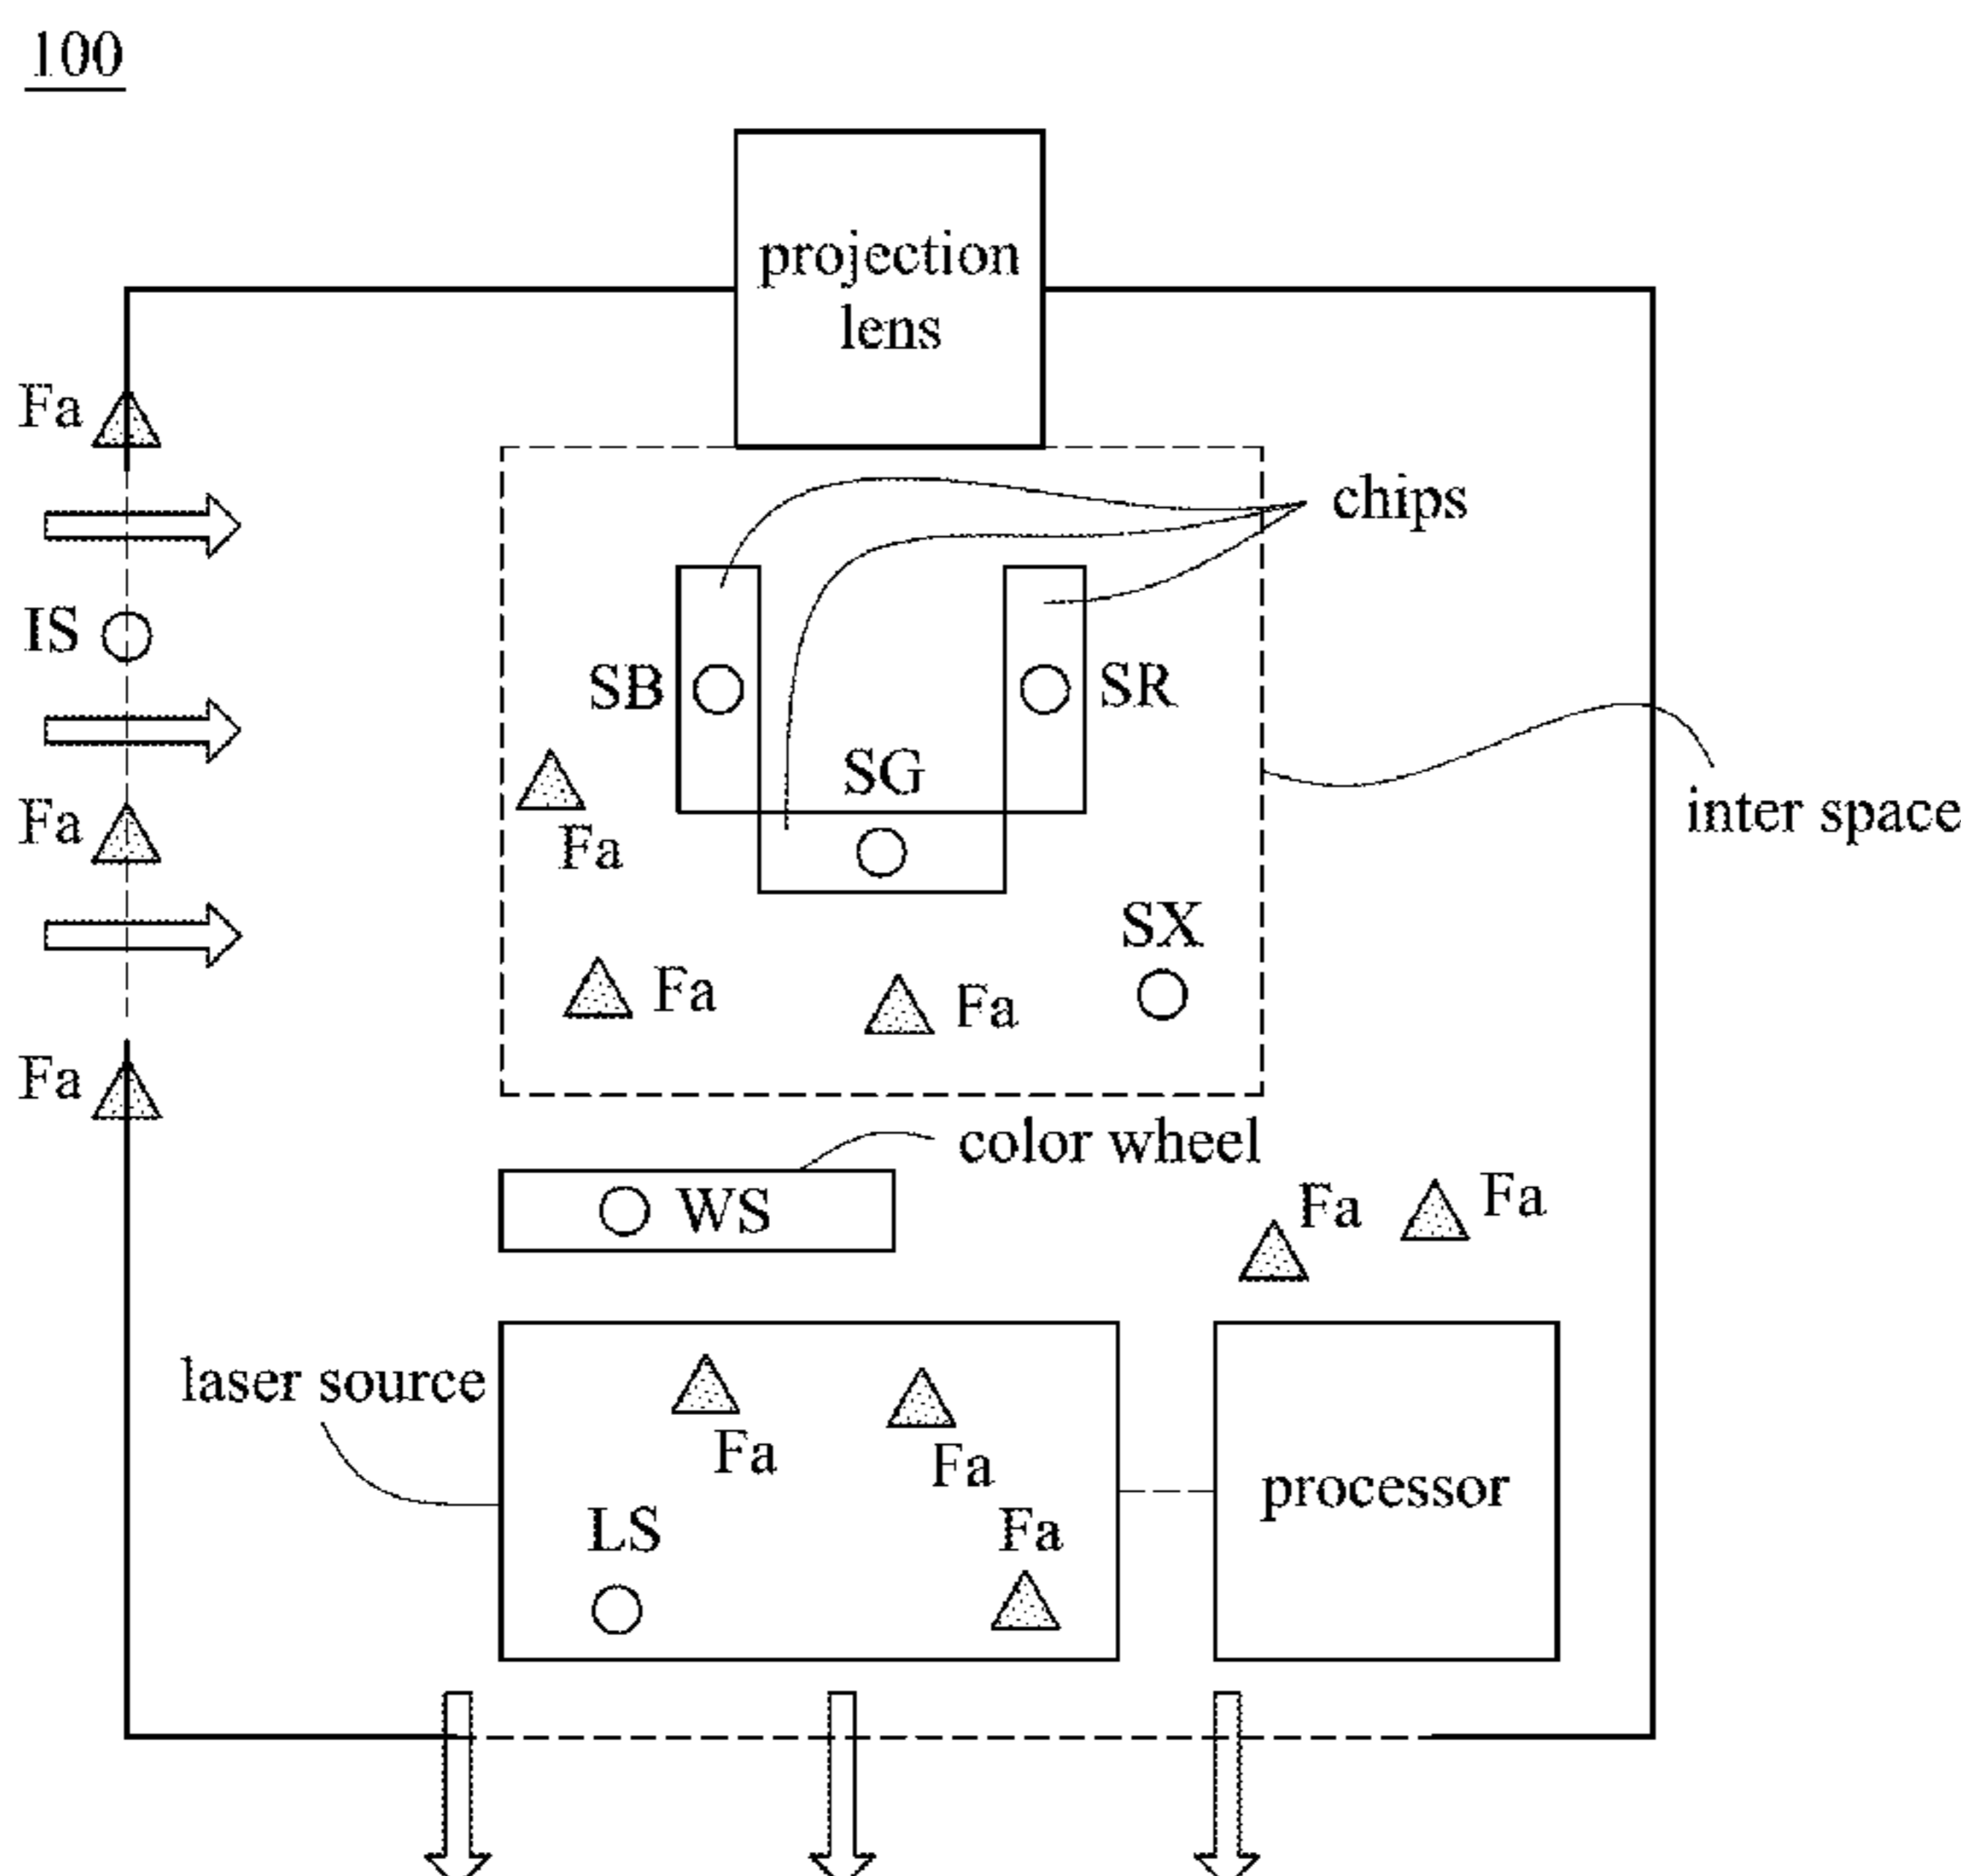 100
projection
lens
Fa
chips
IS
SB
SR
SG
Fa
inter space
Fa
SX
Fa
Fa
Fa
color wheel
WS
Fa
Fa
laser source
Fa
Fa
processor
LS
Fa